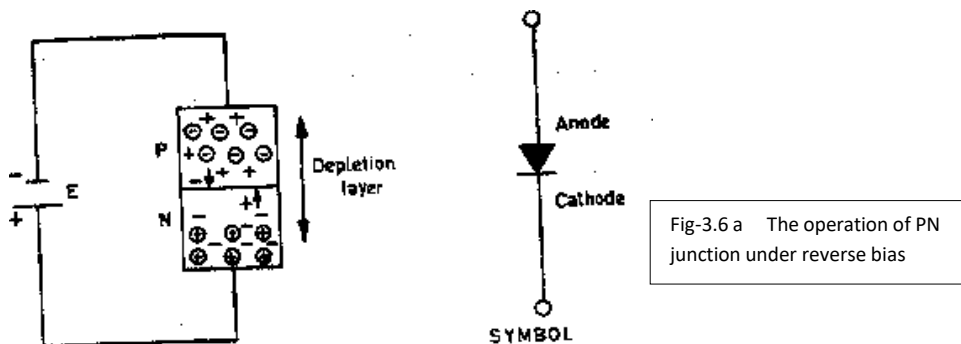 -
E
+
P
+ +
⊖ ⊖ ⊖
+ ⊖ ⊖ ⊖
+ +
-
+
N
- - -
⊕ ⊕ ⊕
- - -
⊕ ⊕ ⊕
Depletion
layer
Anode
Cathode
SYMBOL
Fig-3.6 a The operation of PN
junction under reverse bias